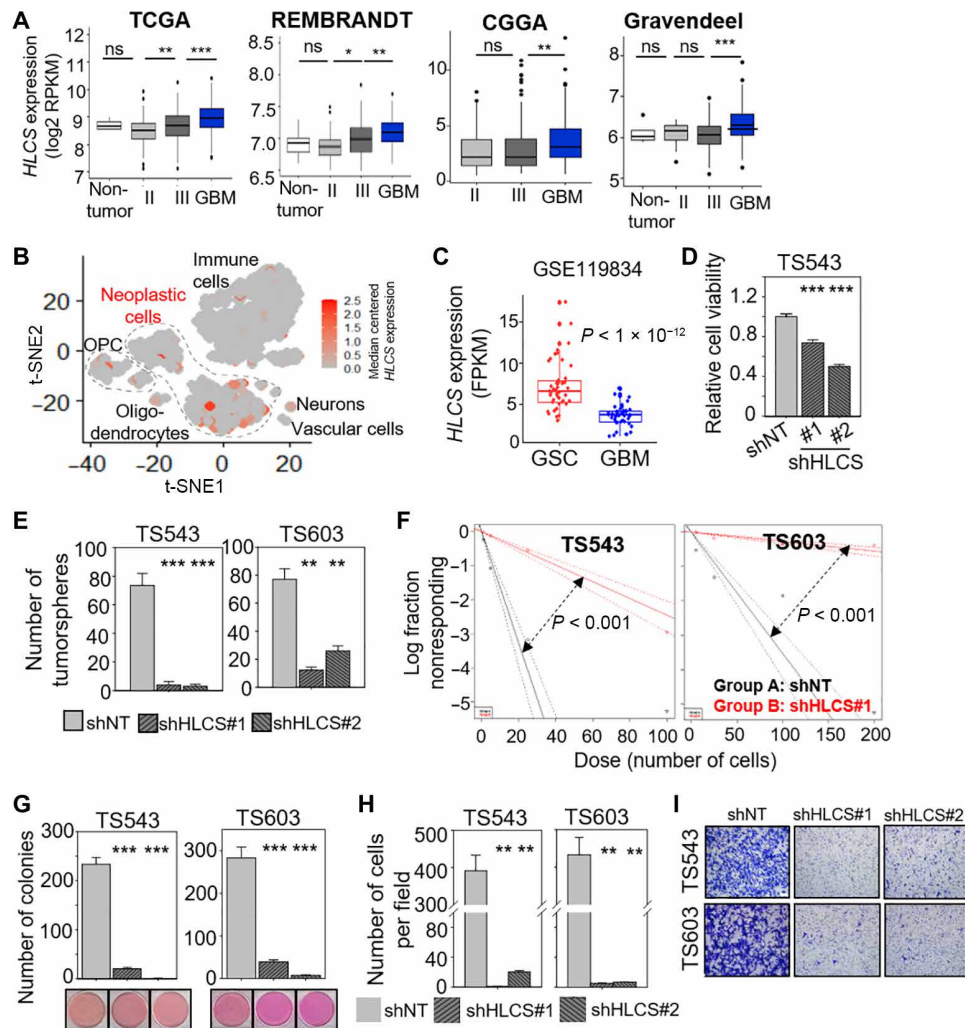 A
TCGA
REMBRANDT
CGGA
Gravendeel
HLCS expression
(log2 RPKM)
12
11
10
9
8
7
ns
**
***
Non-
tumor
II
III
GBM
8.0
7.5
7.0
6.5
ns
*
**
Non-
tumor
II
III
GBM
10
5
0
ns
**
II
III
GBM
8
7
6
5
ns
ns
***
Non-
tumor
II
III
GBM
B
t-SNE2
20
0
−20
−40
−20
0
20
40
t-SNE1
Immune
cells
Neoplastic
cells
OPC
Oligo-
dendrocytes
Neurons
Vascular cells
2.5
2.0
1.5
1.0
0.5
0.0
Median centered
HLCS expression
C
GSE119834
HLCS expression
(FPKM)
15
10
5
0
P < 1 × 10−12
GSC
GBM
D
TS543
Relative cell viability
1.2
0.8
0.4
0
***
***
shNT
#1
#2
shHLCS
E
TS543
TS603
Number of
tumorspheres
100
80
60
40
20
0
***
***
100
80
60
40
20
0
**
**
shNT
shHLCS#1
shHLCS#2
F
Log fraction
nonresponding
0
−1
−2
−3
−4
−5
TS543
TS603
P < 0.001
P < 0.001
Group A: shNT
Group B: shHLCS#1
0
20
40
60
80
100
0
50
100
150
200
Dose (number of cells)
G
TS543
TS603
Number of colonies
300
200
100
0
***
***
300
200
100
0
***
***
H
TS543
TS603
Number of cells
per field
500
400
300
40
20
0
**
**
**
**
shNT
shHLCS#1
shHLCS#2
I
shNT
shHLCS#1
shHLCS#2
TS543
TS603